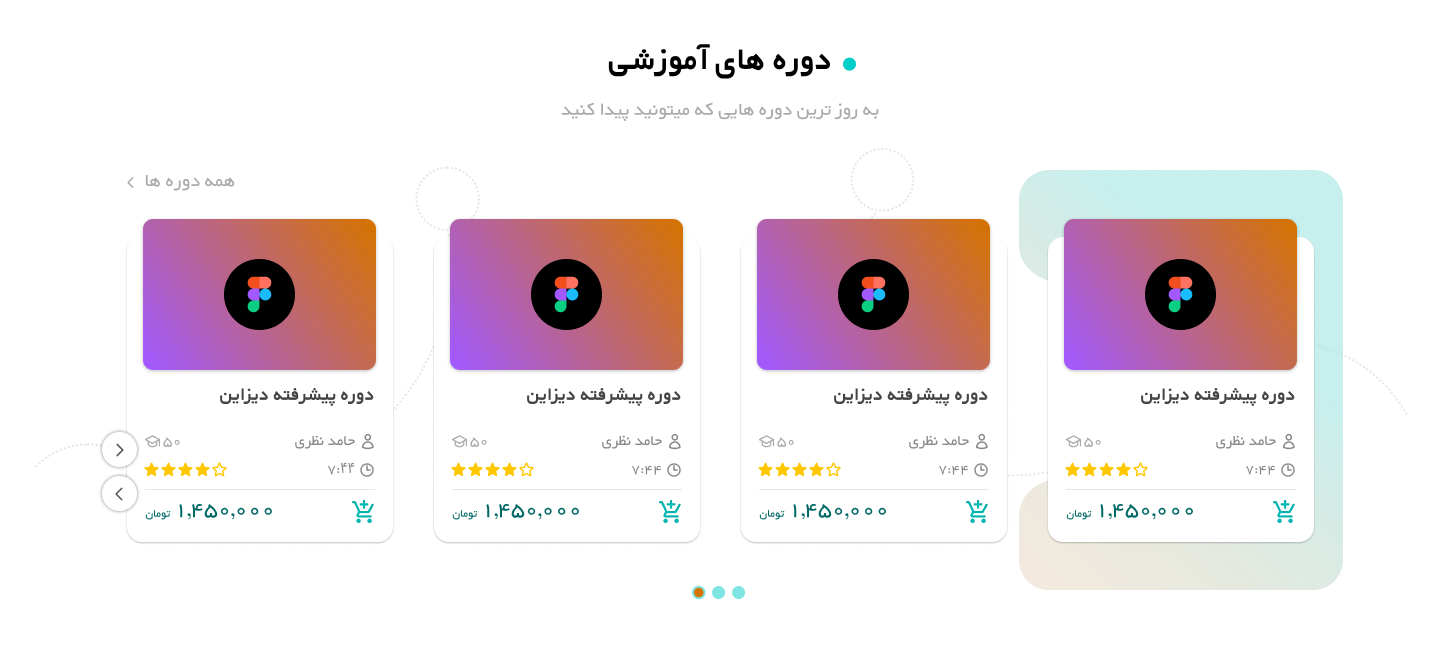 دوره های آموزشی
به روز ترین دوره هایی که میتونید پیدا کنید
همه دوره ها
دوره پیشرفته دیزاین
حامد نظری
۵۰
۷:۴۴
۱,۴۵۰,۰۰۰ تومان
دوره پیشرفته دیزاین
حامد نظری
۵۰
۷:۴۴
۱,۴۵۰,۰۰۰ تومان
دوره پیشرفته دیزاین
حامد نظری
۵۰
۷:۴۴
۱,۴۵۰,۰۰۰ تومان
دوره پیشرفته دیزاین
حامد نظری
۵۰
۷:۴۴
۱,۴۵۰,۰۰۰ تومان